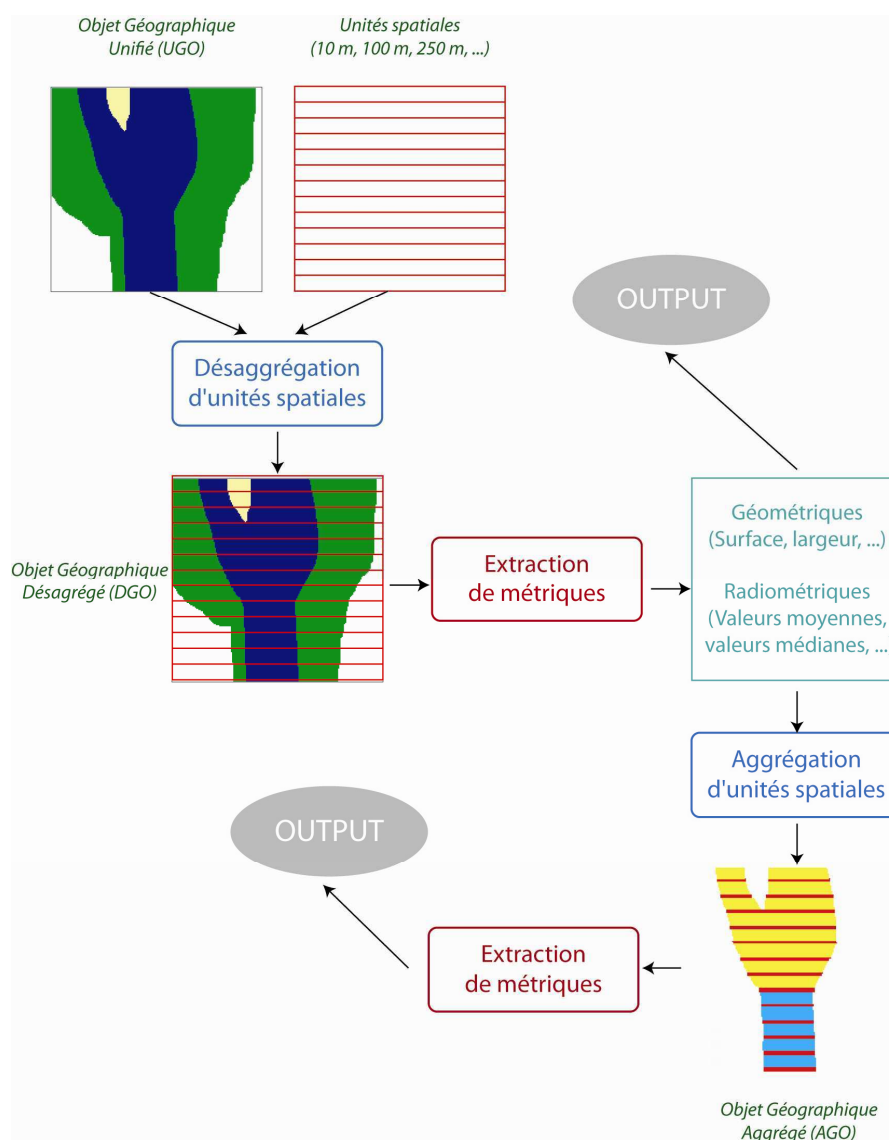 Objet Géographique
Unifié (UGO)
Unités spatiales
(10 m, 100 m, 250 m, ...)
OUTPUT
Désaggrégation
d'unités spatiales
Objet Géographique
Désagrégé (DGO)
Extraction
de métriques
Géométriques
(Surface, largeur, ...)
Radiométriques
(Valeurs moyennes,
valeurs médianes, ...
Aggrégation
d'unités spatiales
OUTPUT
Extraction
de métriques
Objet Géographique
Aggrégé (AGO)